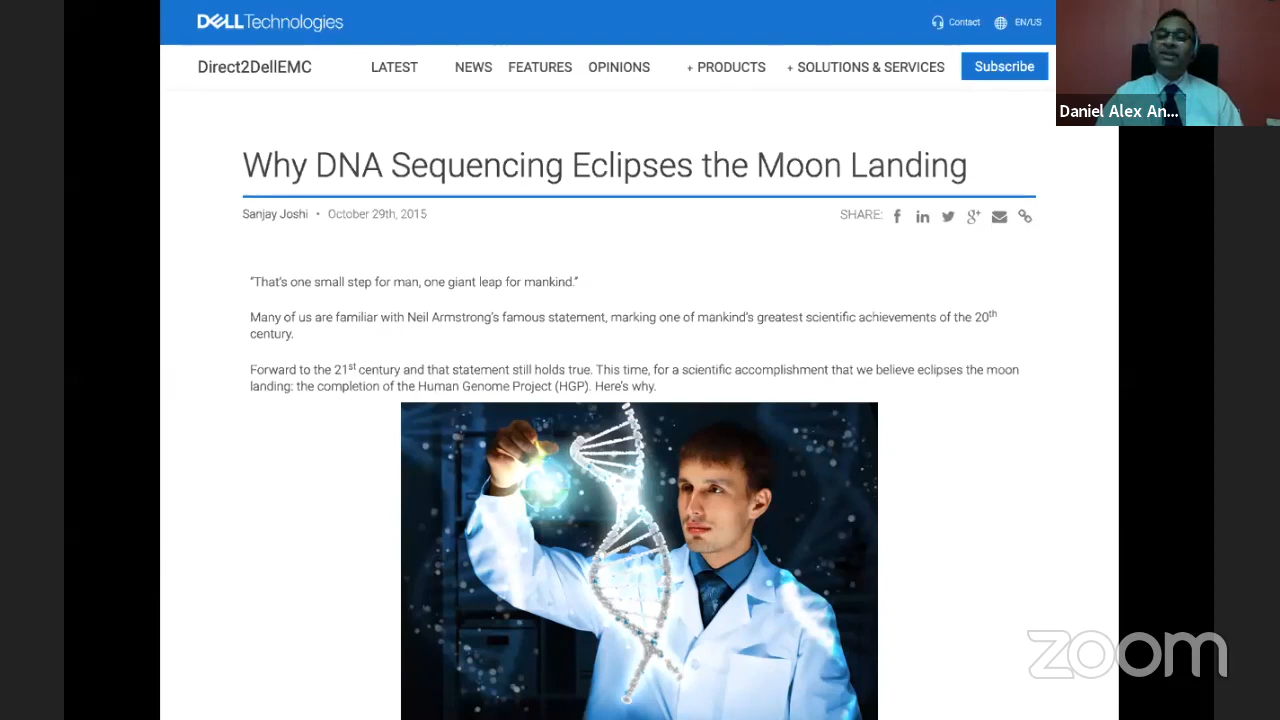 DELLTechnologies
Contact
EN/US
Direct2DellEMC
LATEST
NEWS
FEATURES
OPINIONS
+ PRODUCTS
+ SOLUTIONS & SERVICES
Subscribe
Daniel Alex An...
Why DNA Sequencing Eclipses the Moon Landing
Sanjay Joshi • October 29th, 2015
SHARE:
“That’s one small step for man, one giant leap for mankind.”
Many of us are familiar with Neil Armstrong’s famous statement, marking one of mankind’s greatest scientific achievements of the 20th
century.
Forward to the 21st century and that statement still holds true. This time, for a scientific accomplishment that we believe eclipses the moon
landing: the completion of the Human Genome Project (HGP). Here’s why.
zoom